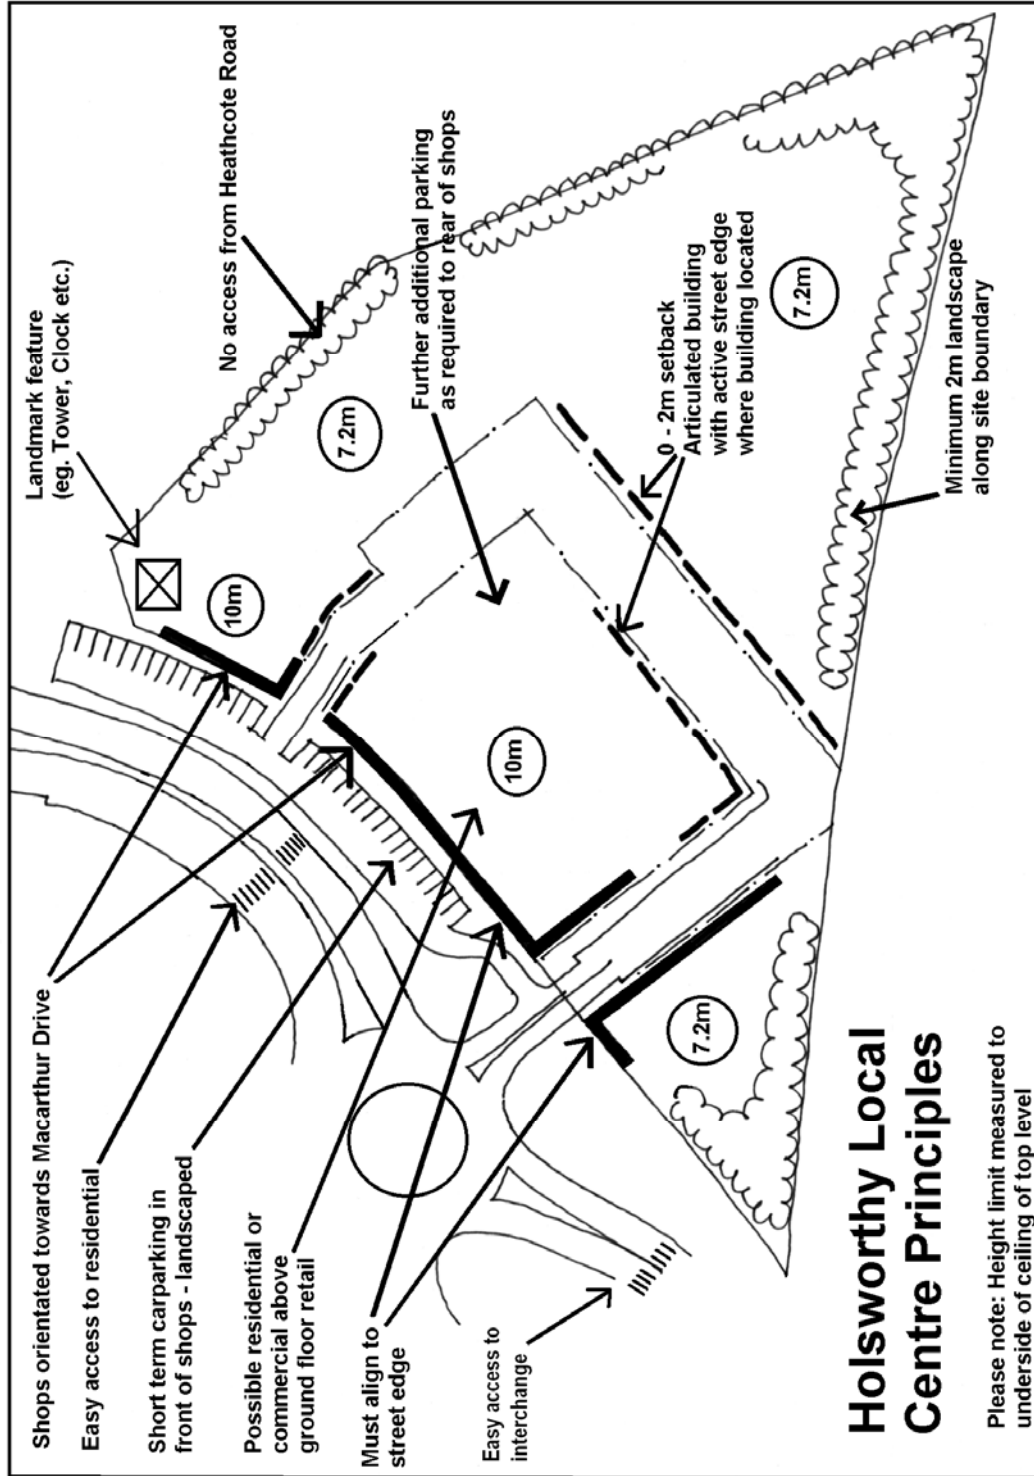 Shops orientated towards Macarthur Drive
Easy access to residential
Short term carparking in
front of shops - landscaped
Possible residential or
commercial above
ground floor retail
Must align to
street edge
Easy access to
interchange
Landmark feature
(eg. Tower, Clock etc.)
No access from Heathcote Road
Further additional parking
as required to rear of shops
0 - 2m setback
Articulated building
with active street edge
where building located
Minimum 2m landscape
along site boundary
10m
7.2m
10m
7.2m
7.2m
Holsworthy Local
Centre Principles
Please note: Height limit measured to
underside of ceiling of top level